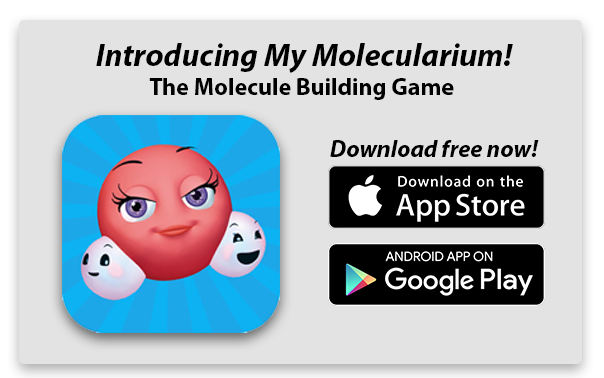 Introducing My Molecularium!
The Molecule Building Game
Download free now!
Download on the
App Store
ANDROID APP ON
Google Play